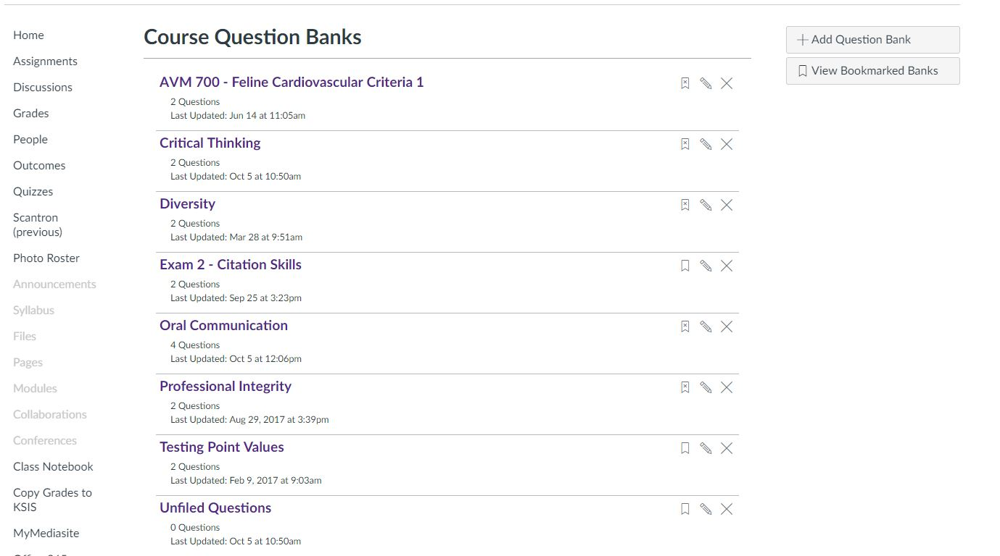 Home
Assignments
Discussions
Grades
People
Outcomes
Quizzes
Scantron
(previous)
Photo Roster
Announcements
Syllabus
Files
Pages
Modules
Collaborations
Conferences
Class Notebook
Copy Grades to
KSIS
MyMediasite
Course Question Banks
AVM 700 - Feline Cardiovascular Criteria 1
2 Questions
Last Updated: Jun 14 at 11:05am
Critical Thinking
2 Questions
Last Updated: Oct 5 at 10:50am
Diversity
2 Questions
Last Updated: Mar 28 at 9:51am
Exam 2 - Citation Skills
2 Questions
Last Updated: Sep 25 at 3:23pm
Oral Communication
4 Questions
Last Updated: Oct 5 at 12:06pm
Professional Integrity
2 Questions
Last Updated: Aug 29, 2017 at 3:39pm
Testing Point Values
2 Questions
Last Updated: Feb 9, 2017 at 9:03am
Unfiled Questions
0 Questions
Last Updated: Oct 5 at 10:50am
Add Question Bank
View Bookmarked Banks